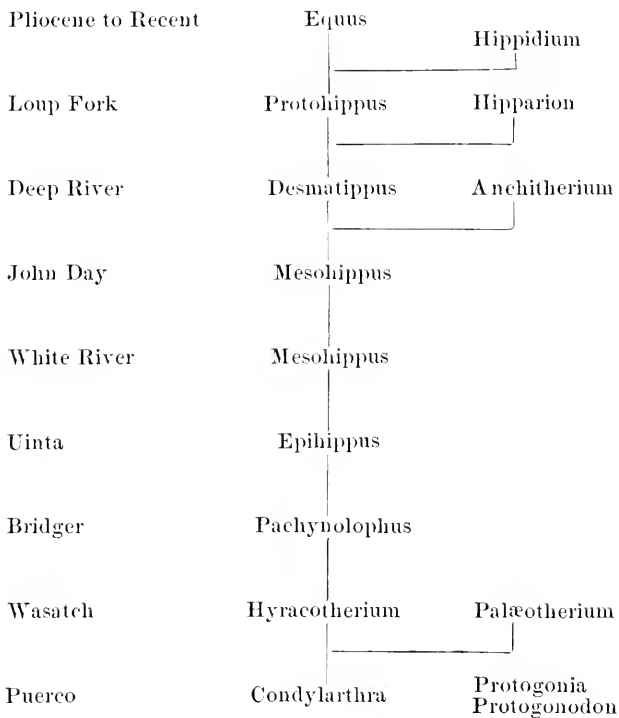 Pliocene to Recent Equus
Hippidium
Loup Fork Protohippus Hipparion
Deep River Desmatippus Anchitherium
John Day Mesohippus
White River Mesohippus
Uinta Epihippus
Bridger Pachynolophus
Wasatch Hyracotherium Palæotherium
Puerco Condylarthra Protogonia
Protogonodon